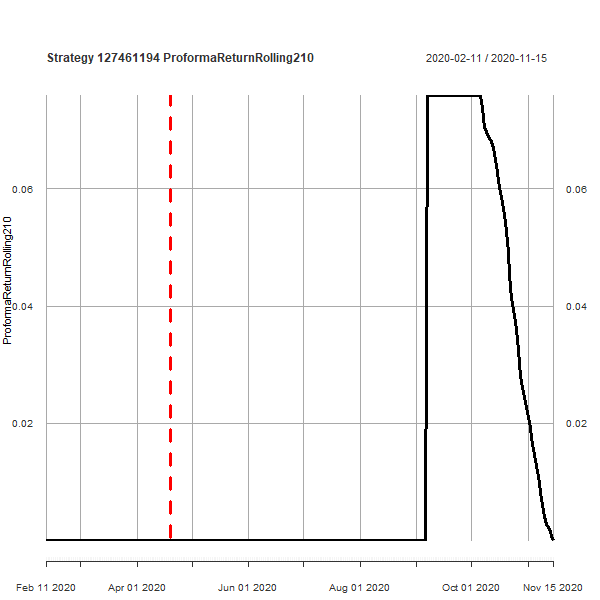 Strategy 127461194 ProformaReturnRolling210
2020-02-11 / 2020-11-15
ProformaReturnRolling210
0.06
0.04
0.02
0.06
0.04
0.02
Feb 11 2020
Apr 01 2020
Jun 01 2020
Aug 01 2020
Oct 01 2020
Nov 15 2020